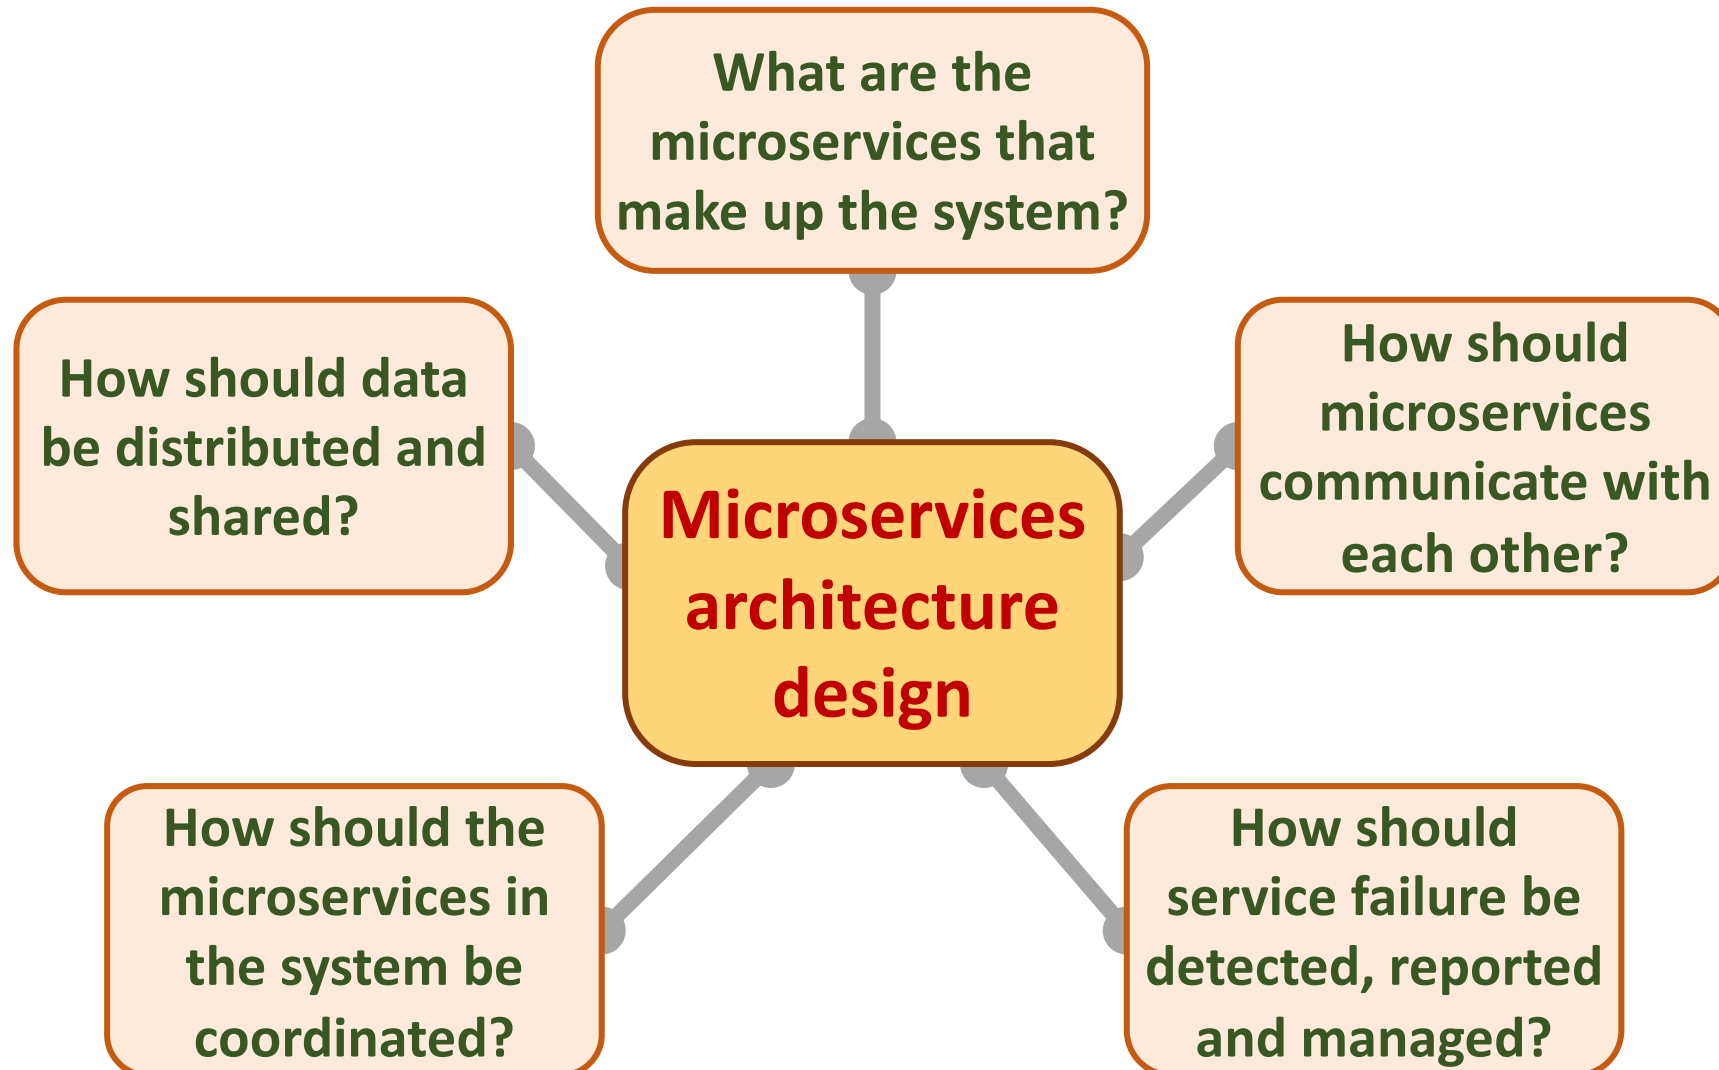 What are the
microservices that
make up the system?
How should data
be distributed and
shared?
How should
microservices
communicate with
each other?
Microservices
architecture
design
How should the
microservices in
the system be
coordinated?
How should
service failure be
detected, reported
and managed?